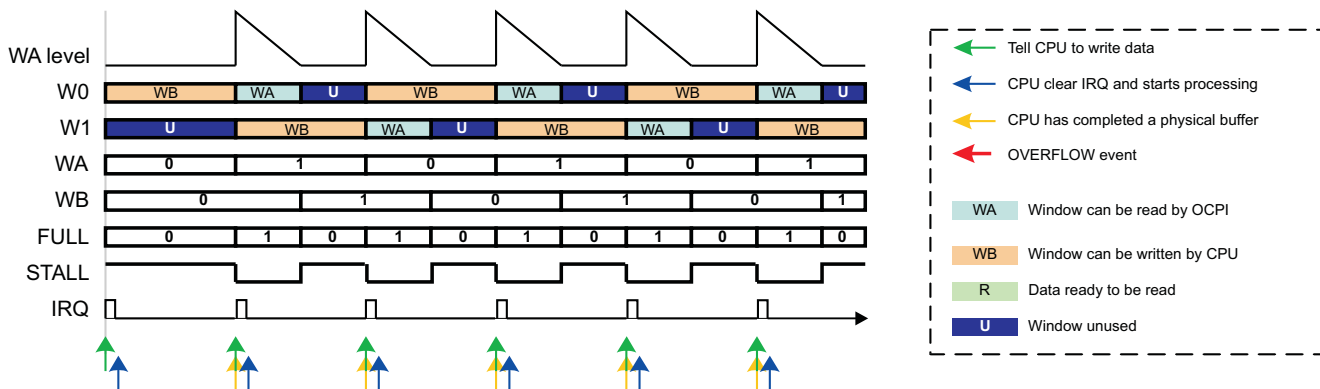 WA level
W0 WB WA U WB WA U WB WA U
W1 U WB WA U WB WA U WB
WA 0 1 0 1 0 1
WB 0 1 0 1 0 1
FULL 0 1 0 1 0 1 0 1 0 1 0
STALL
IRQ
Tell CPU to write data
CPU clear IRQ and starts processing
CPU has completed a physical buffer
OVERFLOW event
WA Window can be read by OCPI
WB Window can be written by CPU
R Data ready to be read
U Window unused